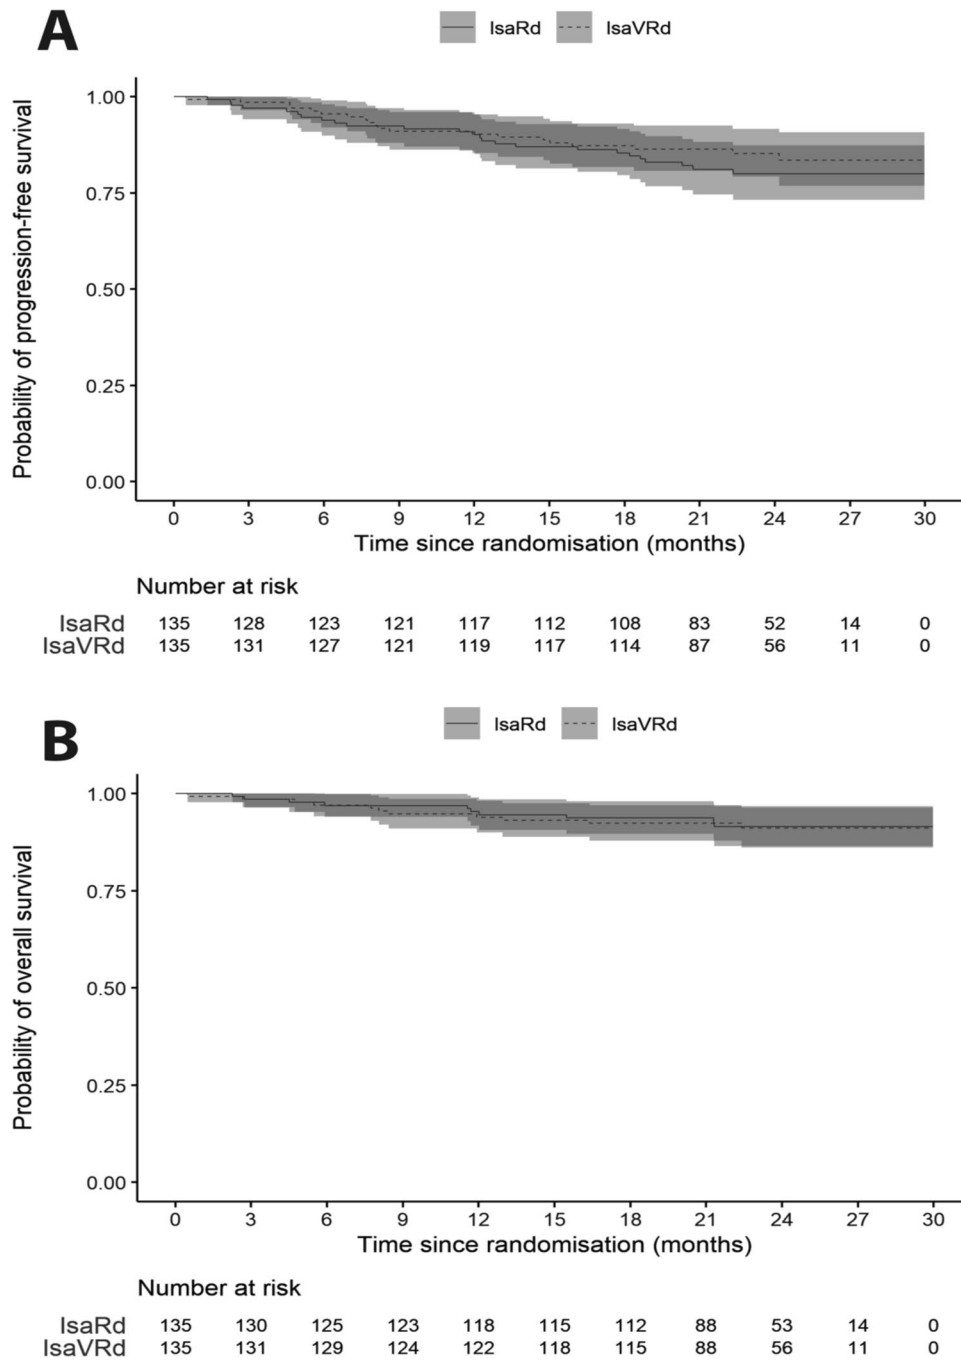 A
IsaRd IsaVRd
Probability of progression-free survival
1.00
0.75
0.50
0.25
0.00
0 3 6 9 12 15 18 21 24 27 30
Time since randomisation (months)
Number at risk
IsaRd 135 128 123 121 117 112 108 83 52 14 0
IsaVRd 135 131 127 121 119 117 114 87 56 11 0
B
IsaRd IsaVRd
Probability of overall survival
1.00
0.75
0.50
0.25
0.00
0 3 6 9 12 15 18 21 24 27 30
Time since randomisation (months)
Number at risk
IsaRd 135 130 125 123 118 115 112 88 53 14 0
IsaVRd 135 131 129 124 122 118 115 88 56 11 0